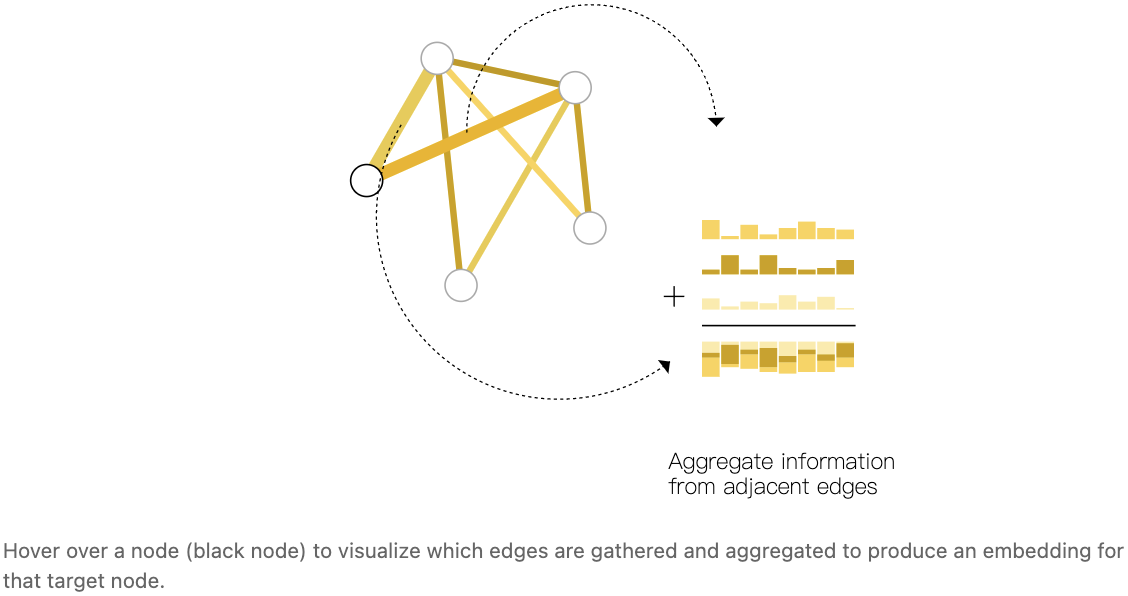 +
Aggregate information
from adjacent edges
Hover over a node (black node) to visualize which edges are gathered and aggregated to produce an embedding for
that target node.